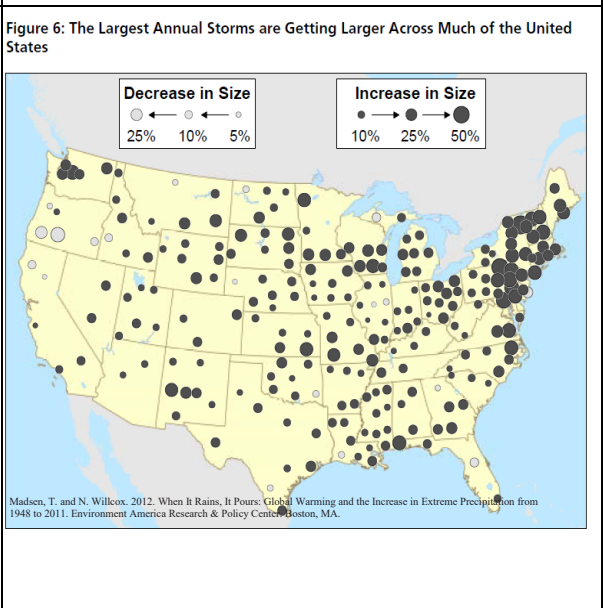 Figure 6: The Largest Annual Storms are Getting Larger Across Much of the United
States
Decrease in Size
25% 10% 5%
Increase in Size
10% 25% 50%
Madsen, T. and N. Willcox. 2012. When It Rains, It Pours: Global Warming and the Increase in Extreme Precipitation from
1948 to 2011. Environment America Research & Policy Center: Boston, MA.